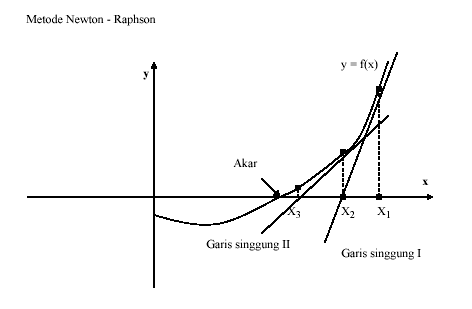 Metode Newton - Raphson
y = f(x)
y
Akar
x
X₃
X₂
X₁
Garis singgung II
Garis singgung I